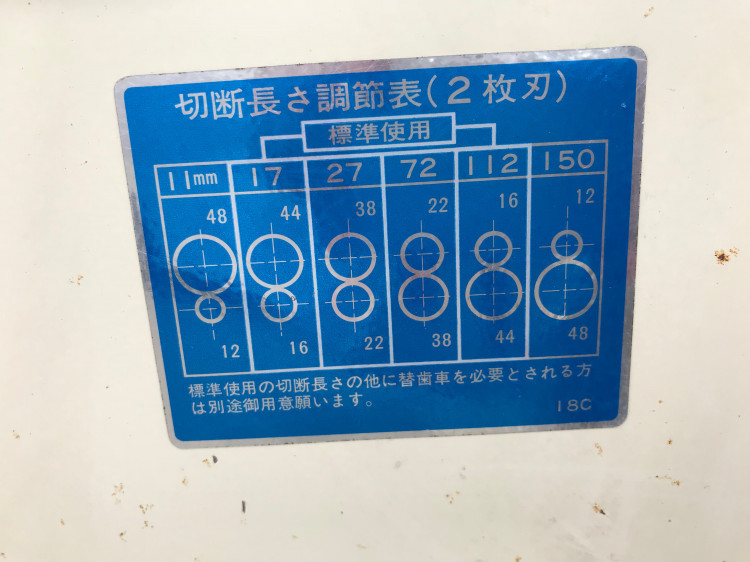 切断長さ調節表(2枚刃)
標準使用
11mm 17 27 72 112 150
48 44 38 22 16 12
12 16 22 38 44 48
標準使用の切断長さの他に替歯車を必要とされる方
は別途御用意願います。
18C